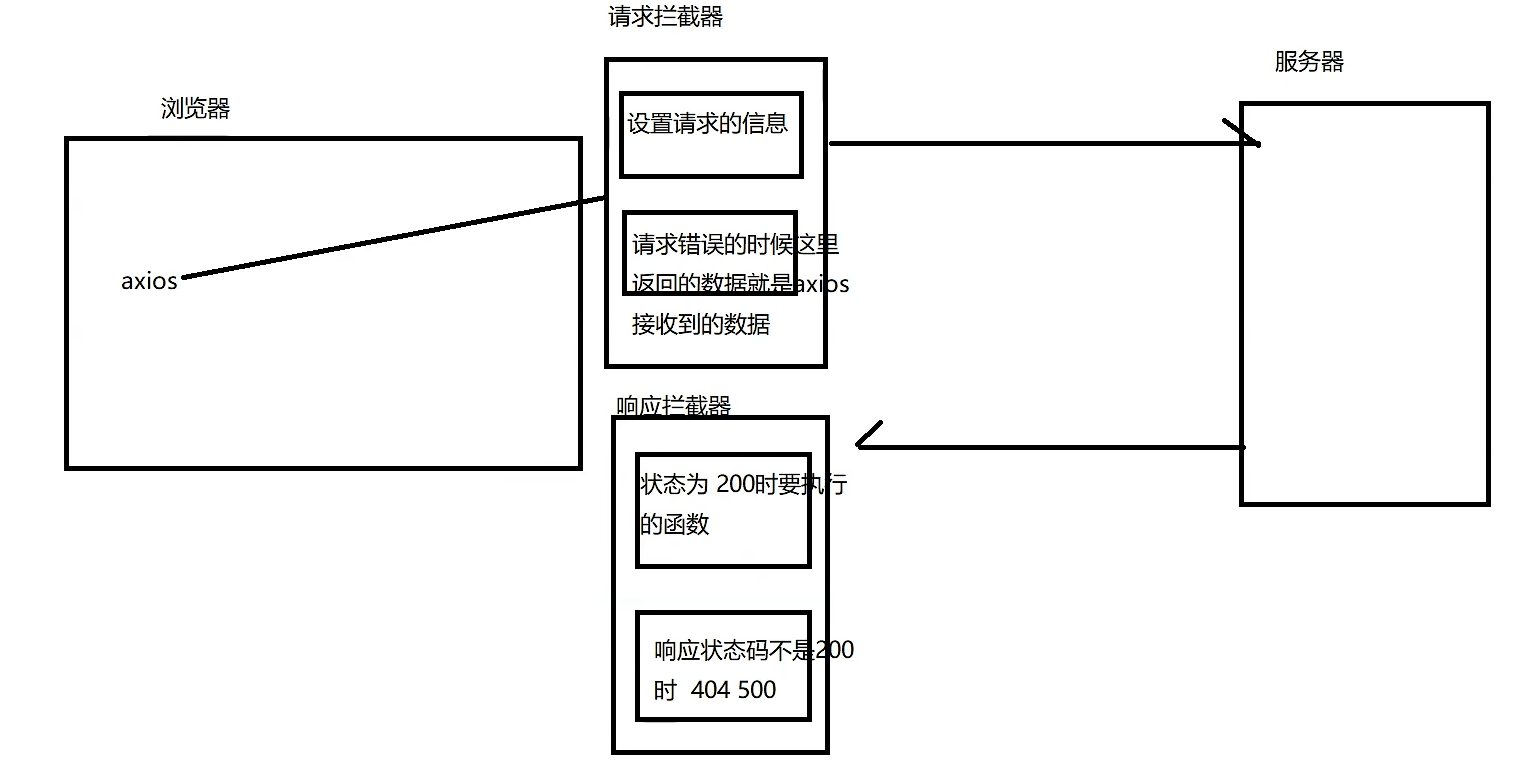 请求拦截器
服务器
浏览器
设置请求的信息
请求错误的时候这里
返回的数据就是axios
接收到的数据
axios
响应拦截器
状态为 200时要执行
的函数
响应状态码不是200
时 404 500